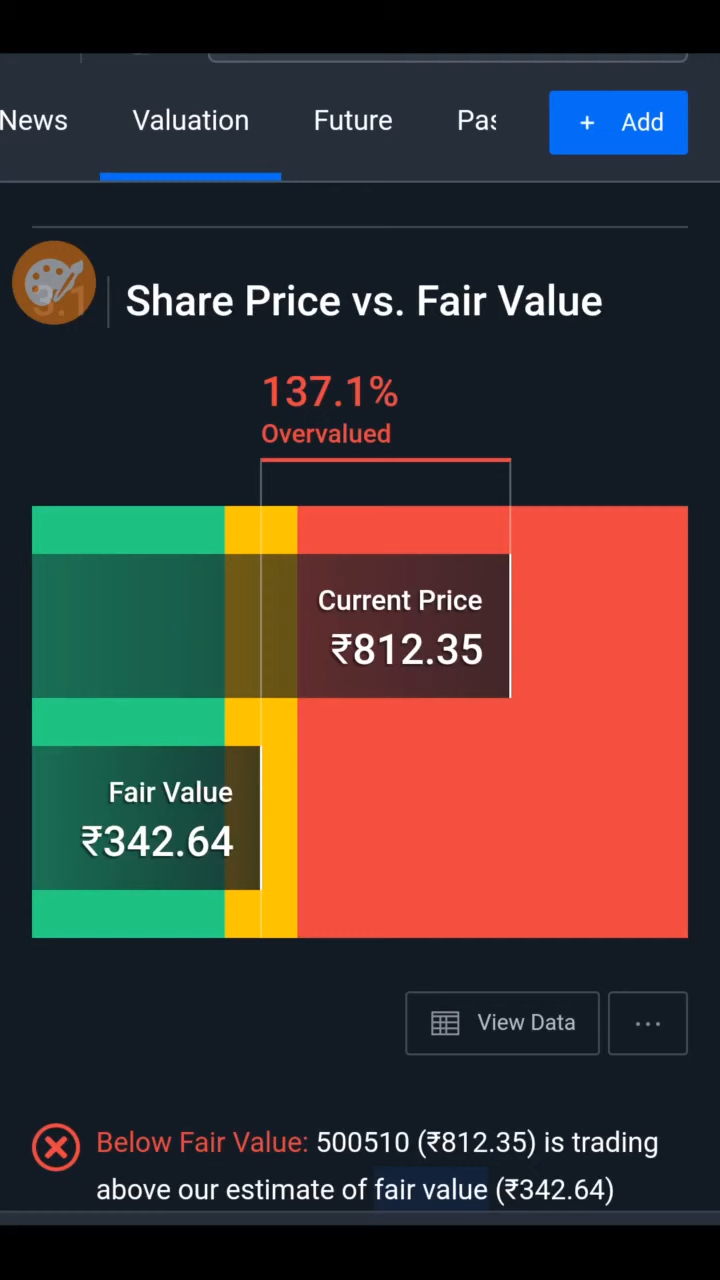 News Valuation Future Pas + Add
3.1 Share Price vs. Fair Value
137.1%
Overvalued
Current Price
₹812.35
Fair Value
₹342.64
View Data ...
Below Fair Value: 500510 (₹812.35) is trading
above our estimate of fair value (₹342.64)